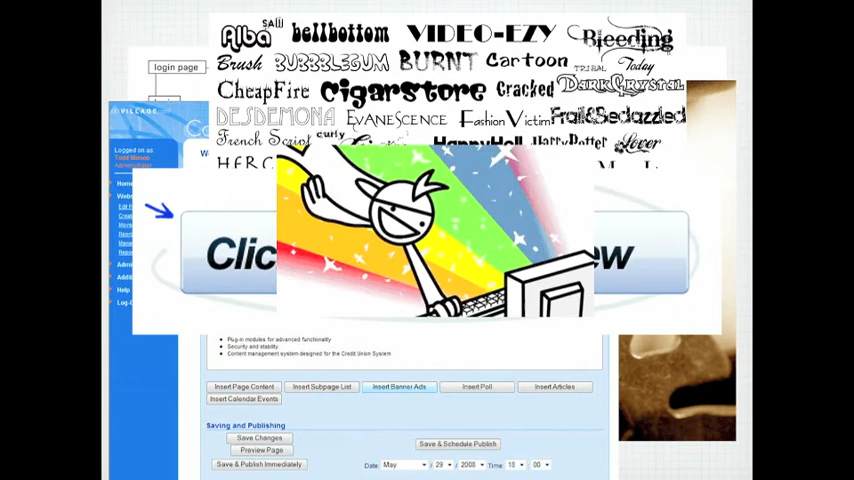 Alba
SAW
bellbottom
VIDEO-EZY
Bleeding
login page
Brush
BUBBLEGUM
BURNT
Cartoon
TRIBAL
Today
CheapFire
Cigarstore
Cracked
DarkCrystal
DESDEMONA
EVANESCENCE
FashionVictim
Frail&Bedazzled
VILLAGE
French Script
curly
HappyHell
HarryPotter
Lover
Logged on as:
Todd Mason
Administrator
HERC
Home
Log-O
Help
Clic
ew
Plug-in modules for advanced functionality
Security and stability
Content management system designed for the Credit Union System
Insert Page Content
Insert Subpage List
Insert Banner Ads
Insert Poll
Insert Articles
Insert Calendar Events
Saving and Publishing
Save Changes
Save & Schedule Publish
Preview Page
Save & Publish Immediately
Date: May / 29 / 2008 Time: 18 : 00